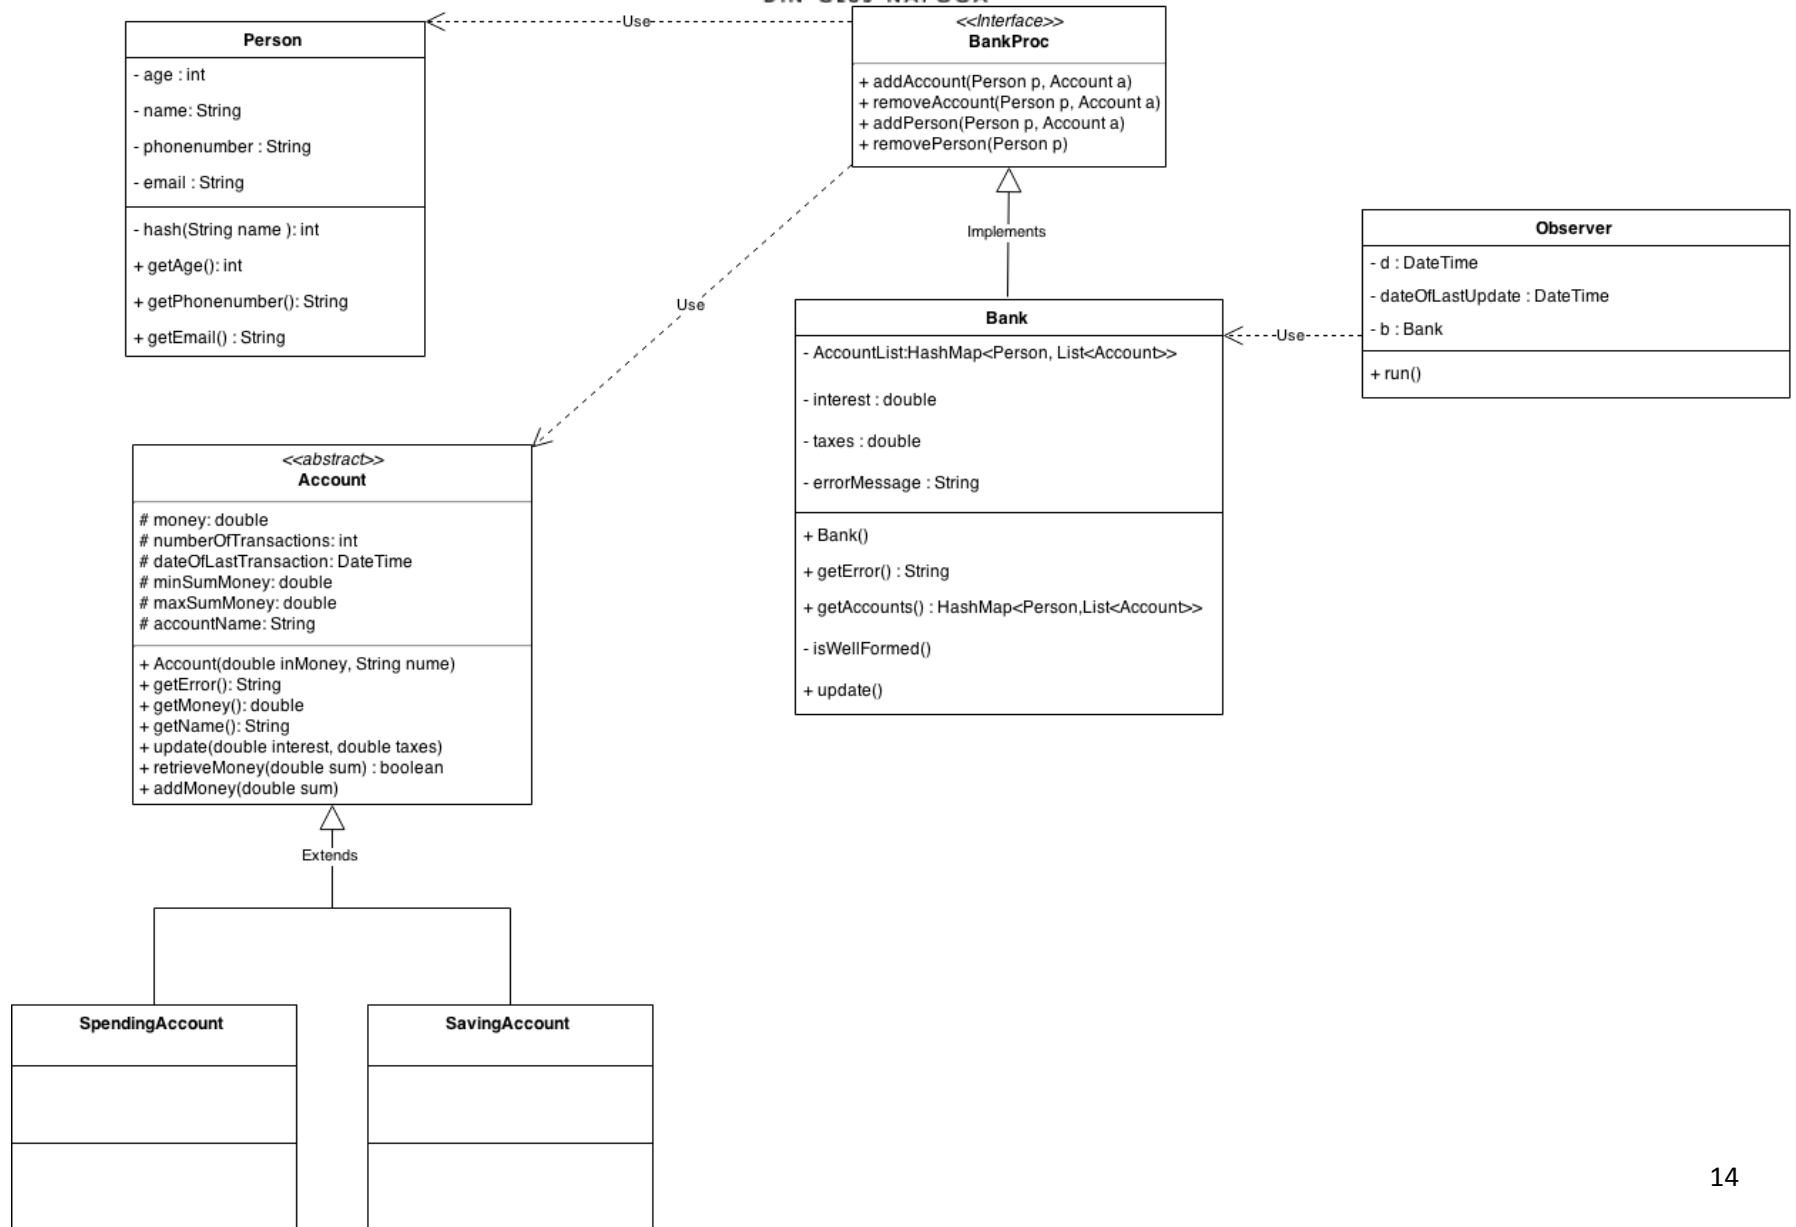 Use
Person
- age : int
- name: String
- phonenumber : String
- email : String
- hash(String name ): int
+ getAge(): int
+ getPhonenumber(): String
+ getEmail() : String
<<Interface>>
BankProc
+ addAccount(Person p, Account a)
+ removeAccount(Person p, Account a)
+ addPerson(Person p, Account a)
+ removePerson(Person p)
Implements
Use
Observer
- d : DateTime
- dateOfLastUpdate : DateTime
- b : Bank
+ run()
Use
Bank
- AccountList:HashMap<Person, List<Account>>
- interest : double
- taxes : double
- errorMessage : String
+ Bank()
+ getError() : String
+ getAccounts() : HashMap<Person,List<Account>>
- isWellFormed()
+ update()
<<abstract>>
Account
# money: double
# numberOfTransactions: int
# dateOfLastTransaction: DateTime
# minSumMoney: double
# maxSumMoney: double
# accountName: String
+ Account(double inMoney, String nume)
+ getError(): String
+ getMoney(): double
+ getName(): String
+ update(double interest, double taxes)
+ retrieveMoney(double sum) : boolean
+ addMoney(double sum)
Extends
SpendingAccount
SavingAccount
14